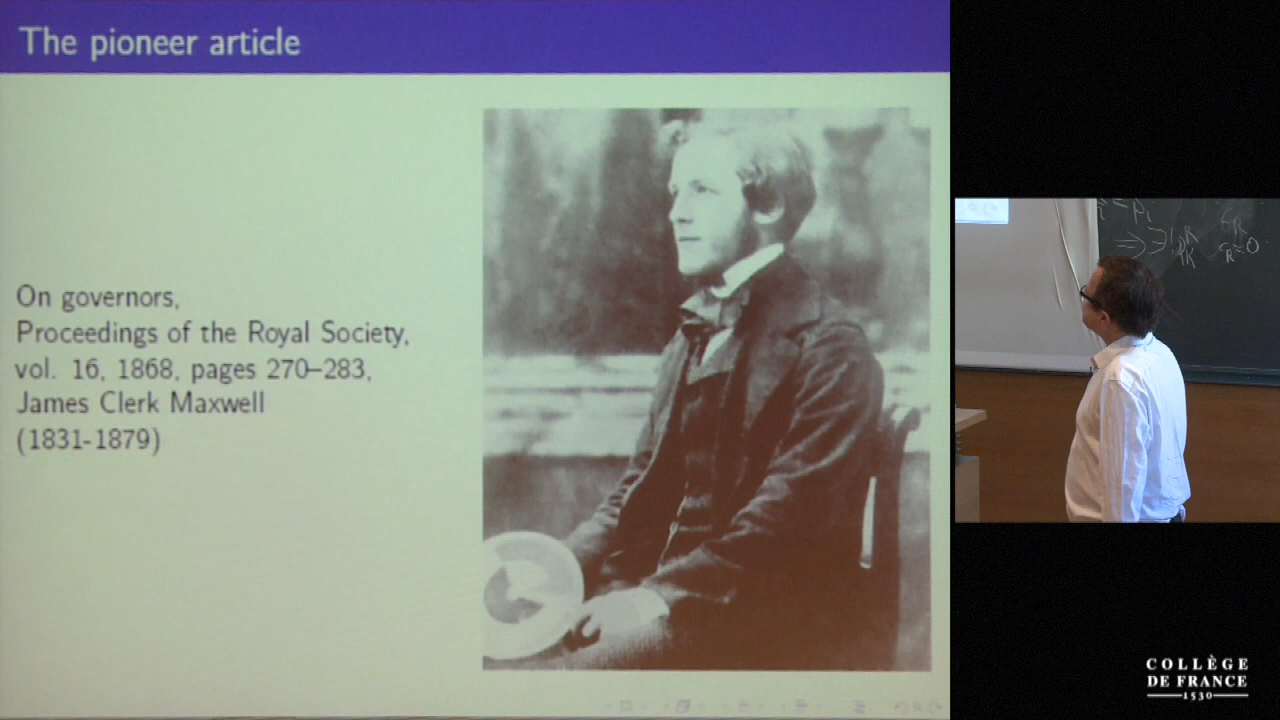 The pioneer article
On governors,
Proceedings of the Royal Society,
vol. 16, 1868, pages 270–283,
James Clerk Maxwell
(1831-1879)
COLLÈGE
DE FRANCE
1530